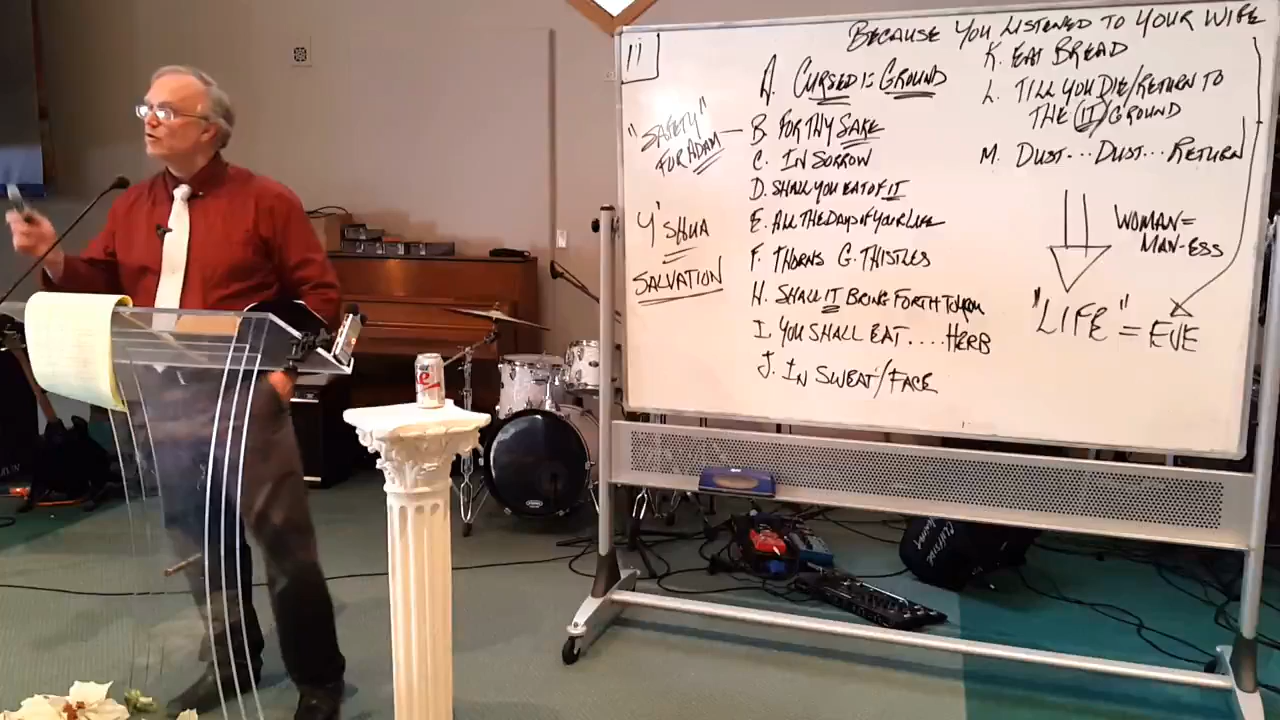 11
BECAUSE YOU LISTENED TO YOUR WIFE
A. CURSED IS GROUND
"SAFETY"
FOR ADAM
B FOR THY SAKE
C. IN SORROW
D. SHALL YOU EAT OF IT
E. ALL THE DAYS OF YOUR LIFE
F. THORNS G. THISTLES
H. SHALL IT BRING FORTH TO YOU
I. YOU SHALL EAT .... HERB
J. IN SWEAT/FACE
Y'SHUA
SALVATION
K. EAT BREAD
L. TILL YOU DIE/RETURN TO
THE (IT) GROUND
M. DUST... DUST... RETURN
WOMAN=
MAN-ESS
"LIFE" = EVE